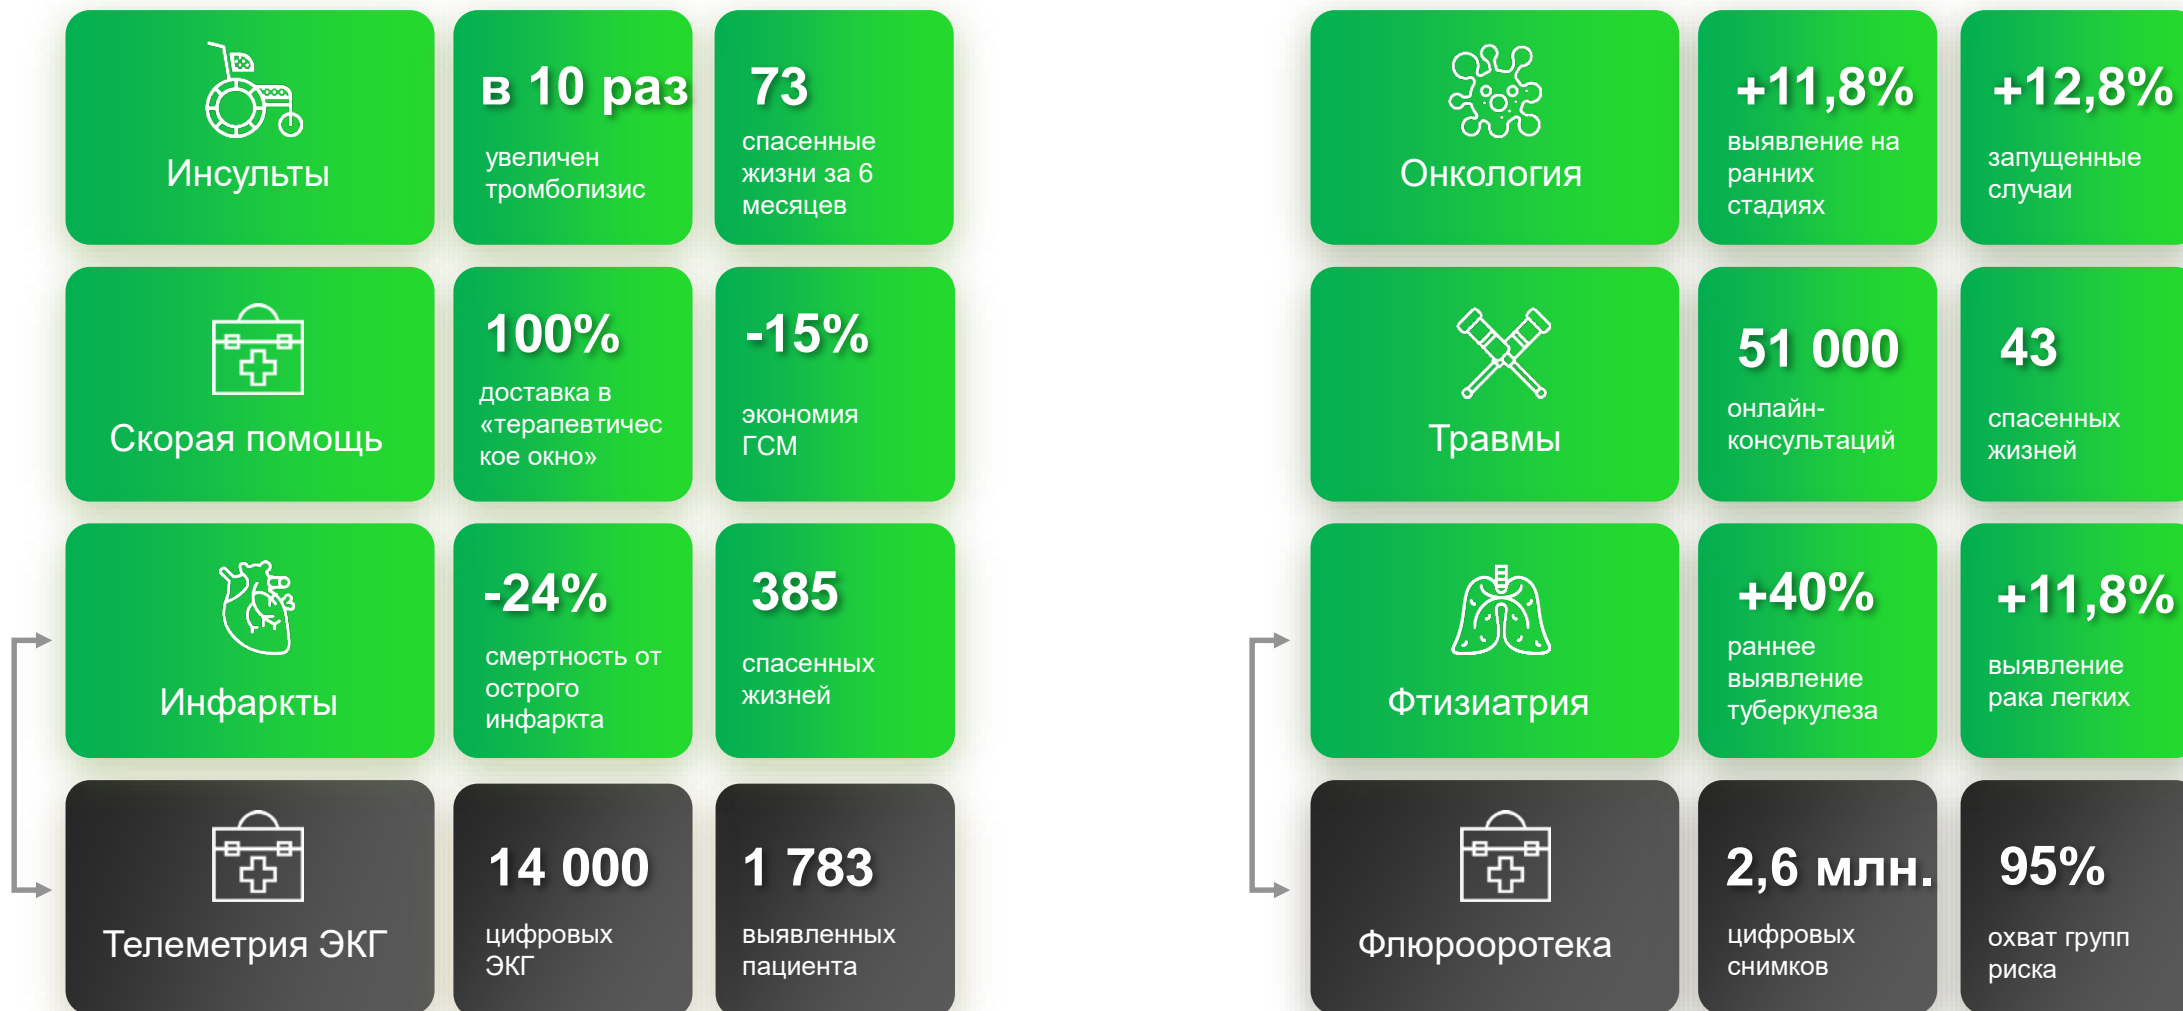 Инсульты
в 10 раз
увеличен
тромболизис
73
спасенные
жизни за 6
месяцев
Скорая помощь
100%
доставка в
«терапевтичес
кое окно»
-15%
экономия
ГСМ
Инфаркты
-24%
смертность от
острого
инфаркта
385
спасенных
жизней
Телеметрия ЭКГ
14 000
цифровых
ЭКГ
1 783
выявленных
пациента
Онкология
+11,8%
выявление на
ранних
стадиях
+12,8%
запущенные
случаи
Травмы
51 000
онлайн-
консультаций
43
спасенных
жизней
Фтизиатрия
+40%
раннее
выявление
туберкулеза
+11,8%
выявление
рака легких
Флюрооротека
2,6 млн.
цифровых
снимков
95%
охват групп
риска